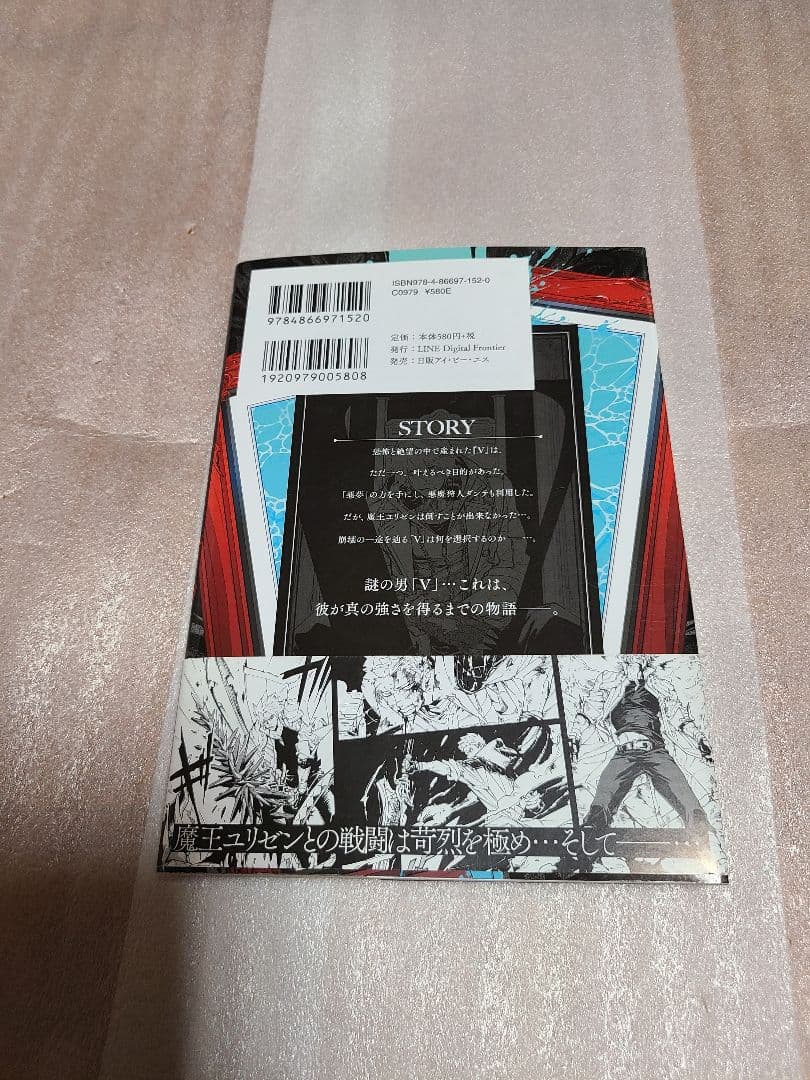 ISBN978-4-86697-152-0
C0979 ¥580E
9784866971520
定価：本体580円+税
発行：LINE Digital Frontier
発売：日販アイ・ピー・エス
1920979005808
STORY
恐怖と絶望の中で産まれた「V」は、
ただ一つ、叶えるべき目的があった。
「悪夢」の力を手にし、悪魔狩人ダンテも利用した。
だが、魔王ユリゼンは倒すことが出来なかった…。
崩壊の一途を辿る「V」は何を選択するのか――…。
謎の男「V」…これは、
彼が真の強さを得るまでの物語――。
魔王ユリゼンとの戦闘は苛烈を極め…そして――…